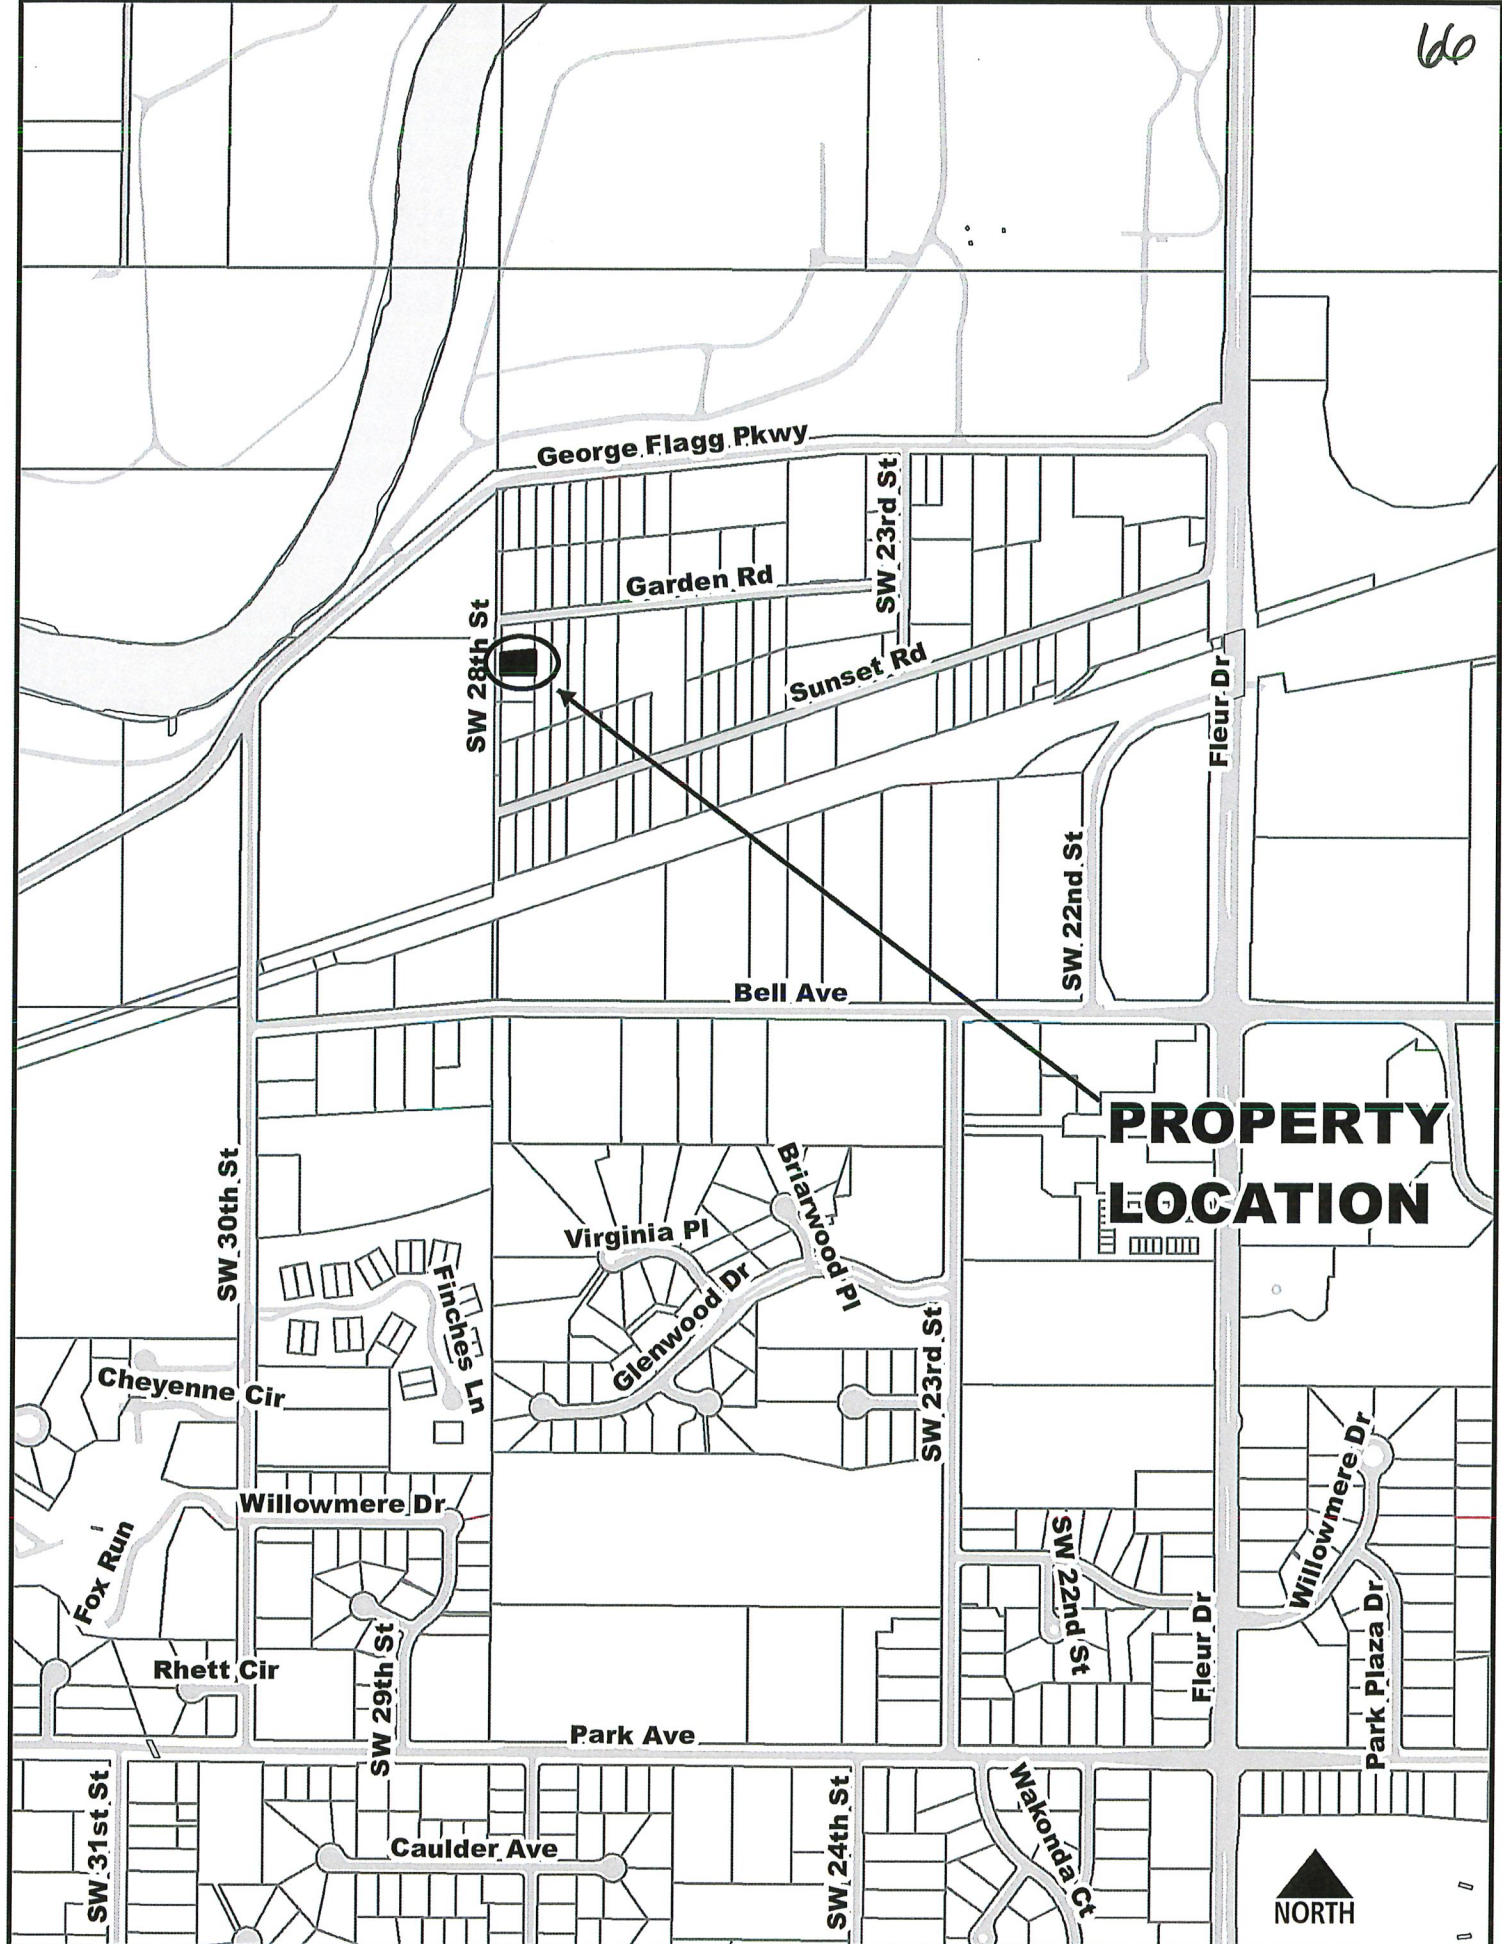 66
George Flagg Pkwy
SW 23rd St
Garden Rd
SW 28th St
Sunset Rd
Fleur Dr
SW 22nd St
Bell Ave
PROPERTY
LOCATION
SW 30th St
Briarwood Pl
Virginia Pl
Finches Ln
Glenwood Dr
SW 23rd St
Cheyenne Cir
Willowmere Dr
Willowmere Dr
Fox Run
SW 22nd St
Park Plaza Dr
Fleur Dr
Rhett Cir
SW 29th St
Park Ave
SW 31st St
SW 24th St
Wakonda Ct
Caulder Ave
NORTH